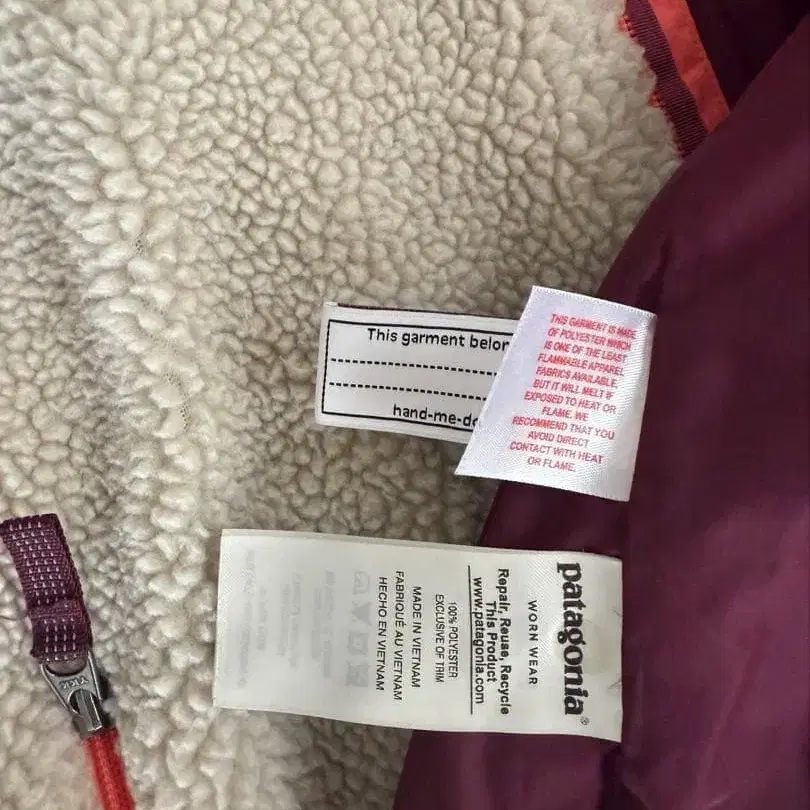 This garment belon
hand-me-do
THIS GARMENT IS MADE
OF POLYESTER WHICH
IS ONE OF THE LEAST
FLAMMABLE APPAREL
FABRICS AVAILABLE,
BUT IT WILL MELT IF
EXPOSED TO HEAT OR
FLAME. WE
RECOMMEND THAT YOU
AVOID DIRECT
CONTACT WITH HEAT
OR FLAME.
patagonia®
WORN WEAR
Repair, Reuse, Recycle
This Product
www.patagonia.com
100% POLYESTER
EXCLUSIVE OF TRIM
MADE IN VIETNAM
FABRIQUÉ AU VIETNAM
HECHO EN VIETNAM
YKK